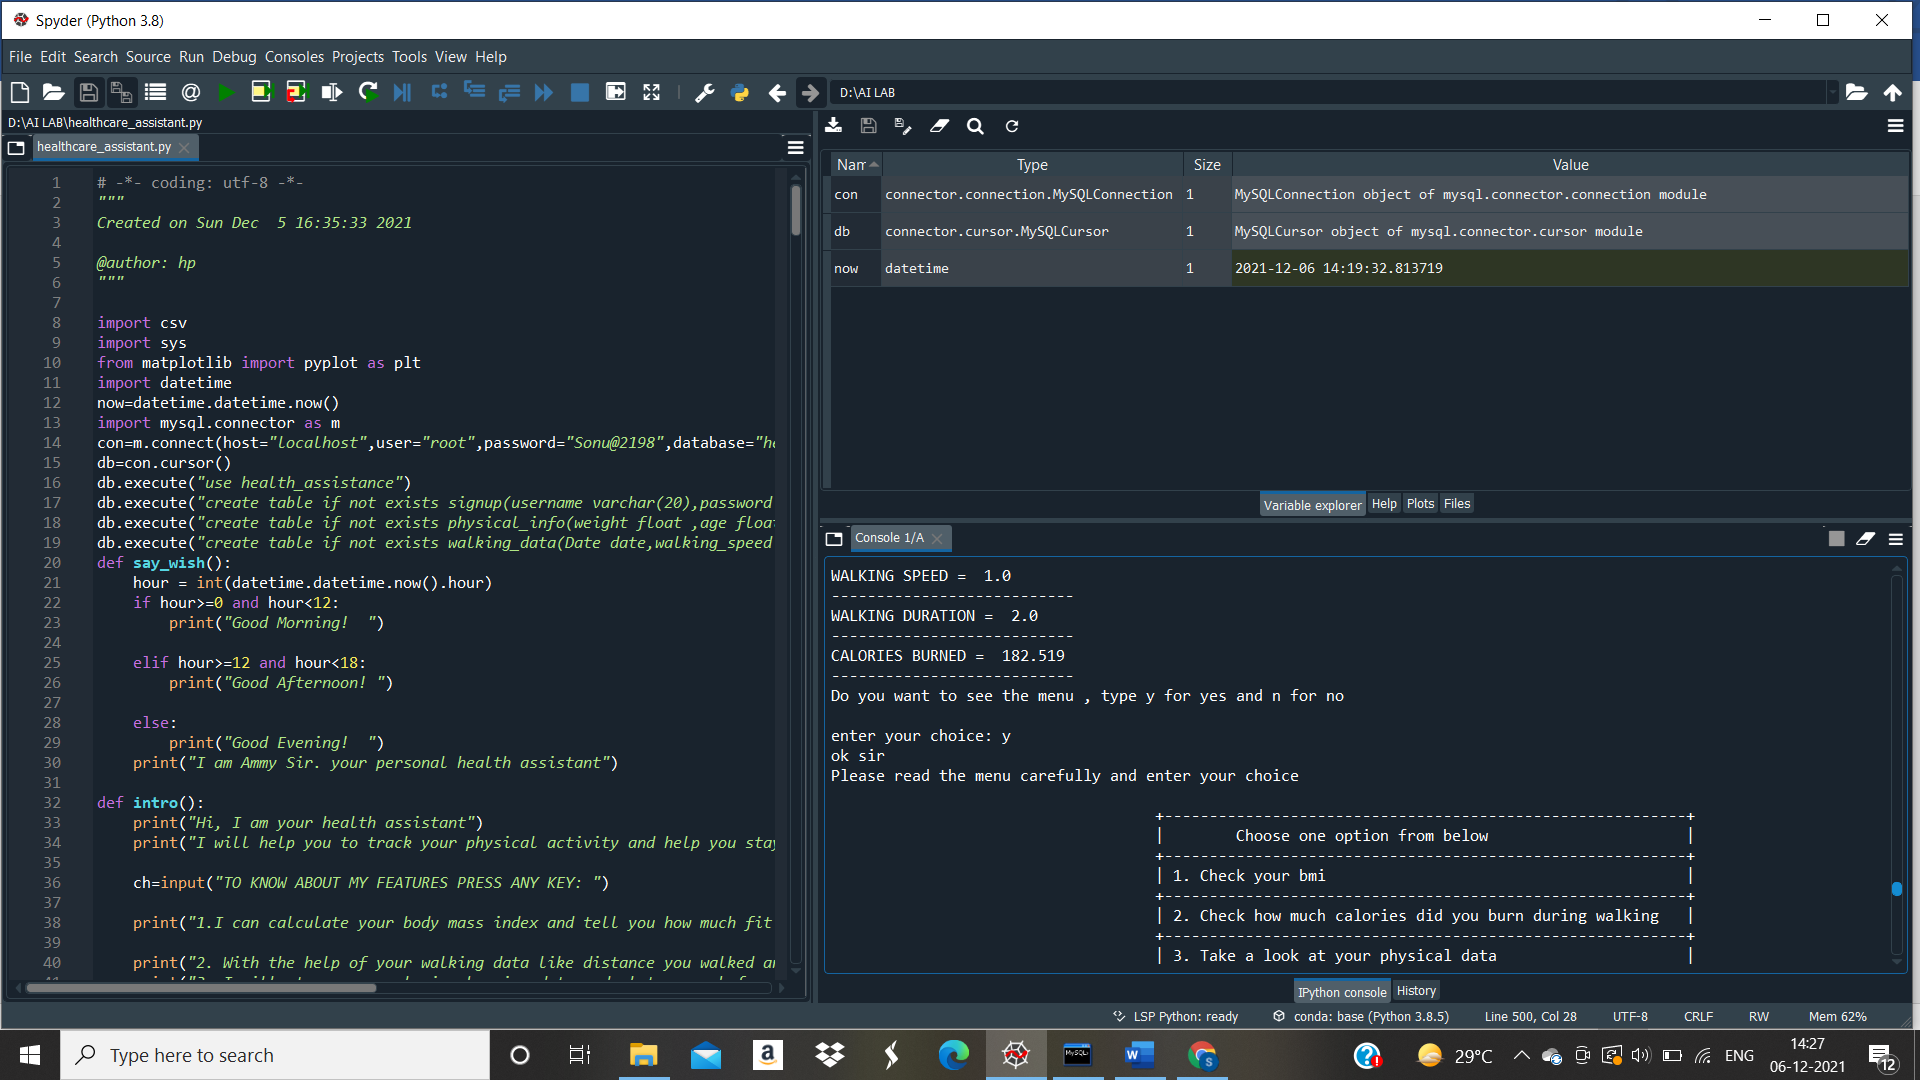 Spyder (Python 3.8)
File Edit Search Source Run Debug Consoles Projects Tools View Help
D:\AI LAB
D:\AI LAB\healthcare_assistant.py
healthcare_assistant.py
1 # -*- coding: utf-8 -*-
2 """
3 Created on Sun Dec  5 16:35:33 2021
4
5 @author: hp
6 """
7
8 import csv
9 import sys
10 from matplotlib import pyplot as plt
11 import datetime
12 now=datetime.datetime.now()
13 import mysql.connector as m
14 con=m.connect(host="localhost",user="root",password="Sonu@2198",database="he
15 db=con.cursor()
16 db.execute("use health_assistance")
17 db.execute("create table if not exists signup(username varchar(20),password
18 db.execute("create table if not exists physical_info(weight float ,age floa
19 db.execute("create table if not exists walking_data(Date date,walking_speed
20 def say_wish():
21     hour = int(datetime.datetime.now().hour)
22     if hour>=0 and hour<12:
23         print("Good Morning!  ")
24
25     elif hour>=12 and hour<18:
26         print("Good Afternoon! ")
27
28     else:
29         print("Good Evening!  ")
30     print("I am Ammy Sir. your personal health assistant")
31
32 def intro():
33     print("Hi, I am your health assistant")
34     print("I will help you to track your physical activity and help you stay
35
36     ch=input("TO KNOW ABOUT MY FEATURES PRESS ANY KEY: ")
37
38     print("1.I can calculate your body mass index and tell you how much fit
39
40     print("2. With the help of your walking data like distance you walked an
Nam Type Size Value
con connector.connection.MySQLConnection 1 MySQLConnection object of mysql.connector.connection module
db connector.cursor.MySQLCursor 1 MySQLCursor object of mysql.connector.cursor module
now datetime 1 2021-12-06 14:19:32.813719
Variable explorer Help Plots Files
Console 1/A
WALKING SPEED =  1.0
---------------------------
WALKING DURATION =  2.0
---------------------------
CALORIES BURNED =  182.519
---------------------------
Do you want to see the menu , type y for yes and n for no
enter your choice: y
ok sir
Please read the menu carefully and enter your choice
+----------------------------------------------------------+
|        Choose one option from below                      |
+----------------------------------------------------------+
| 1. Check your bmi                                        |
+----------------------------------------------------------+
| 2. Check how much calories did you burn during walking   |
+----------------------------------------------------------+
| 3. Take a look at your physical data                     |
IPython console History
LSP Python: ready conda: base (Python 3.8.5) Line 500, Col 28 UTF-8 CRLF RW Mem 62%
Type here to search
29°C ENG 14:27
06-12-2021
12